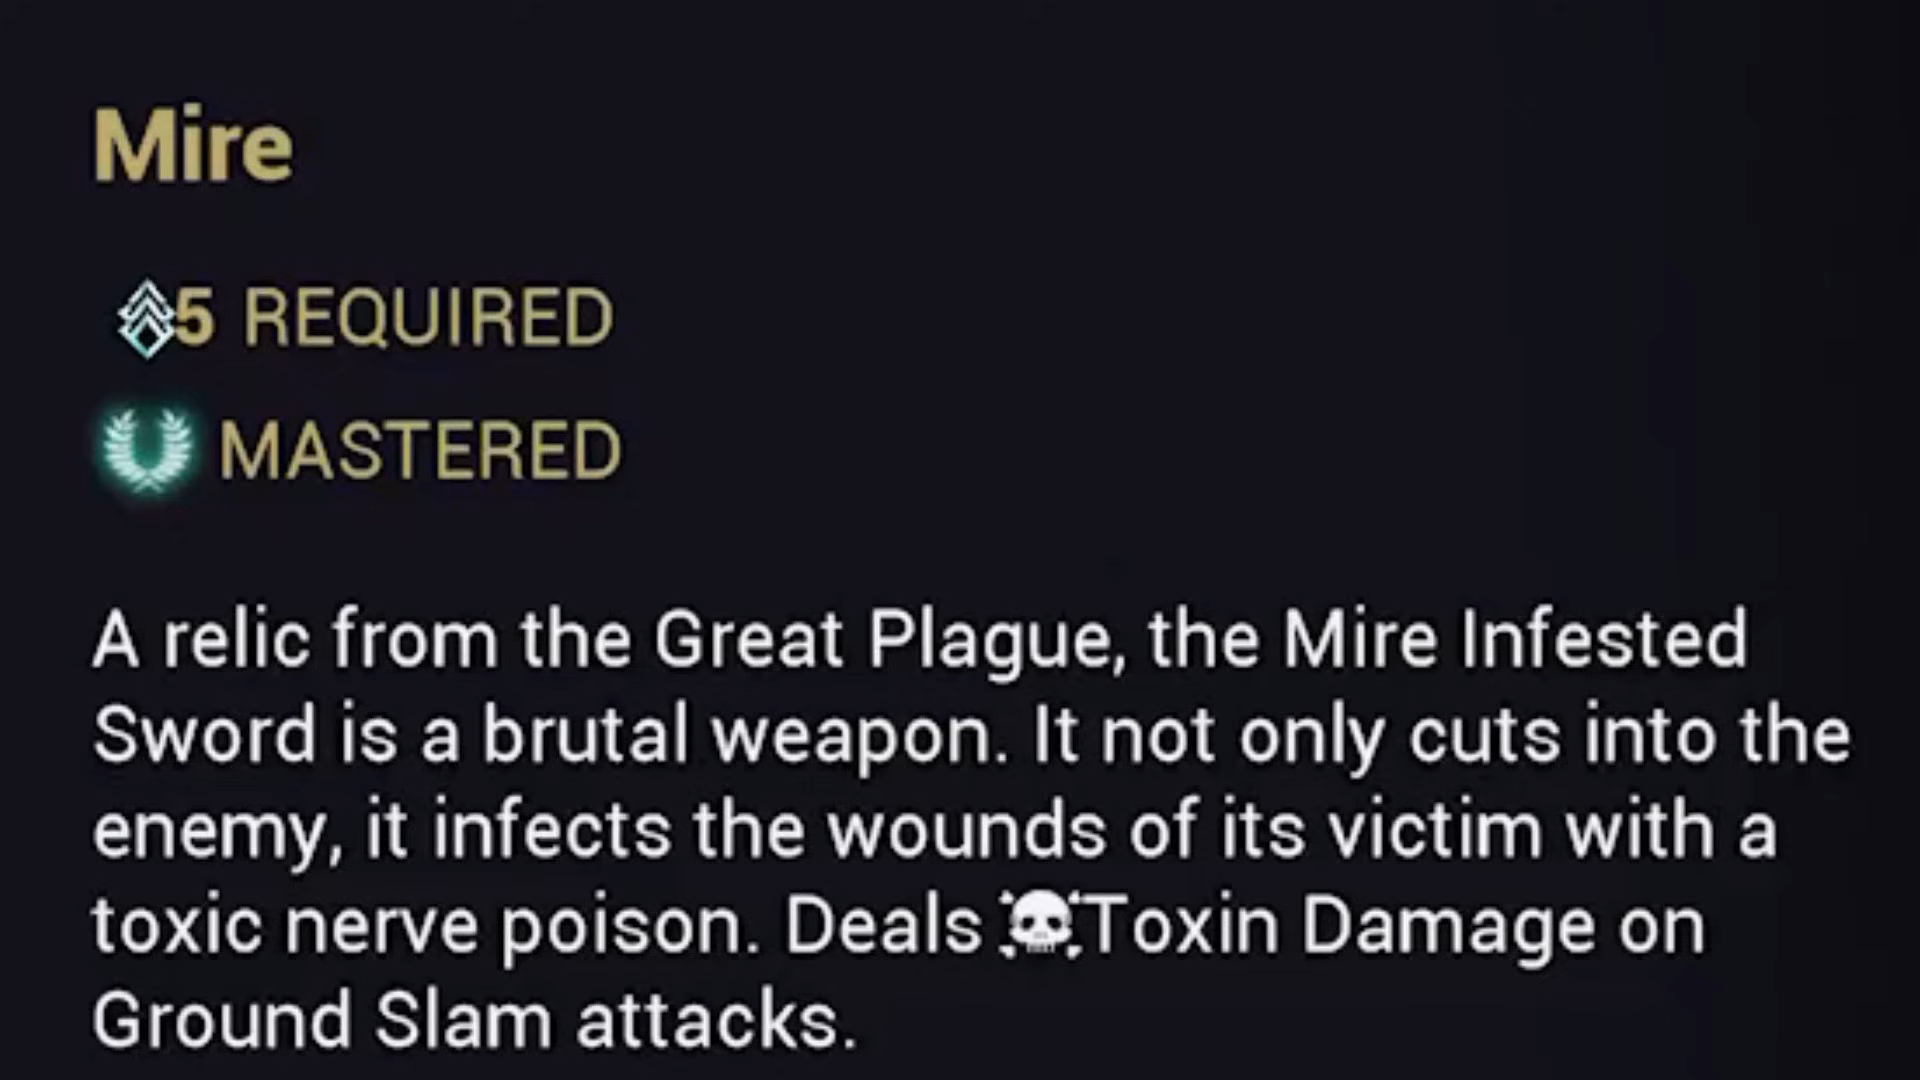 Mire
5 REQUIRED
MASTERED
A relic from the Great Plague, the Mire Infested
Sword is a brutal weapon. It not only cuts into the
enemy, it infects the wounds of its victim with a
toxic nerve poison. Deals Toxin Damage on
Ground Slam attacks.